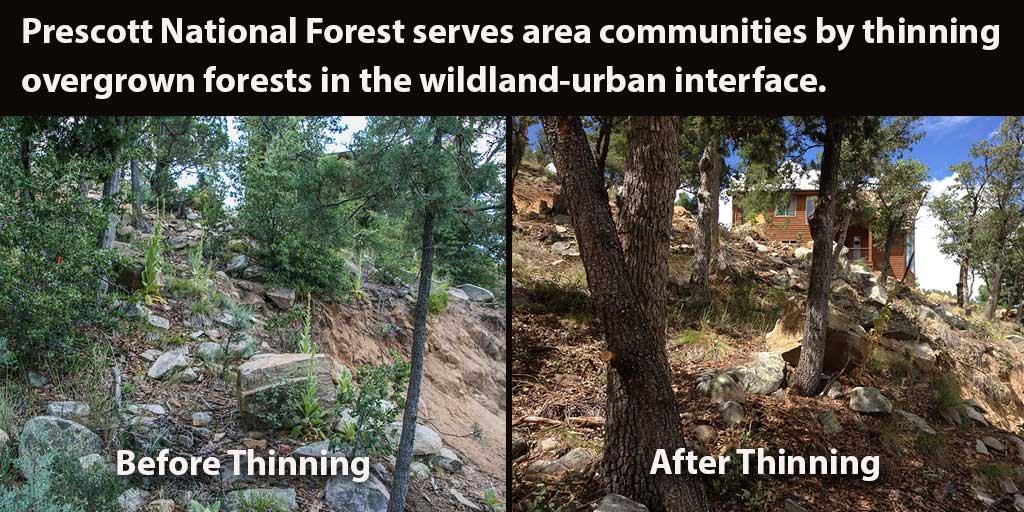 Prescott National Forest serves area communities by thinning
overgrown forests in the wildland-urban interface.
Before Thinning
After Thinning